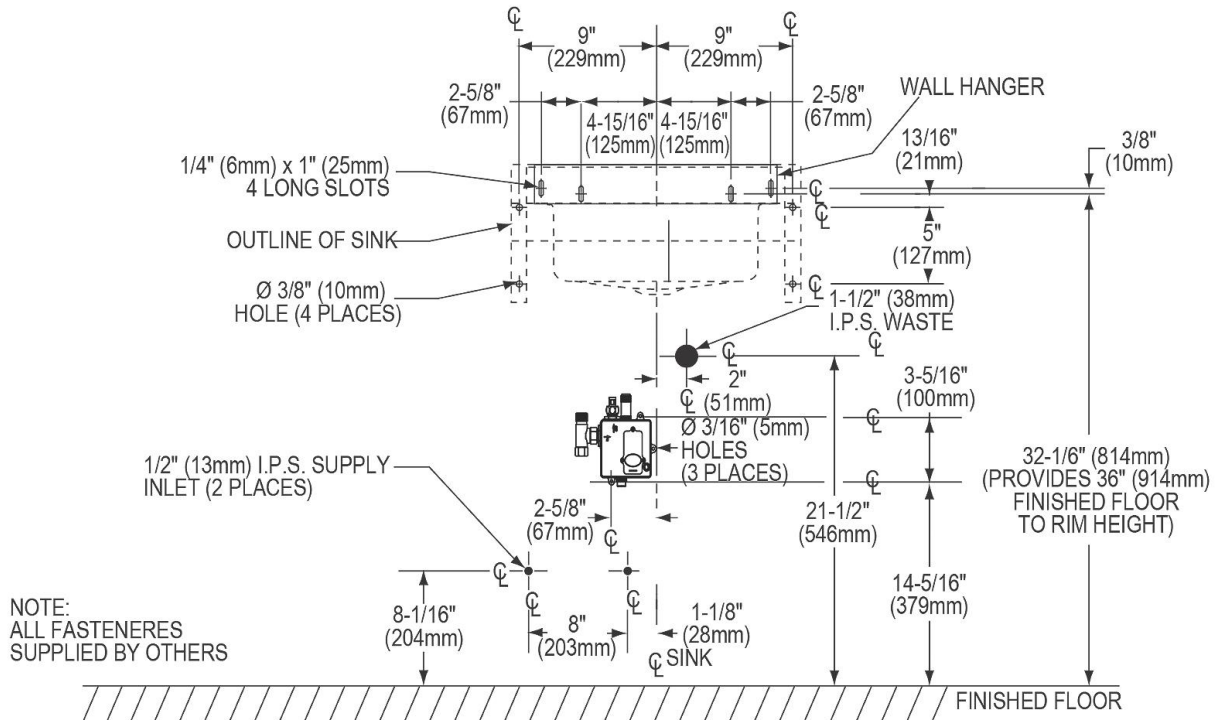 ℄
℄
9"
(229mm)
9"
(229mm)
WALL HANGER
2-5/8"
(67mm)
4-15/16"
(125mm)
4-15/16"
(125mm)
2-5/8"
(67mm)
13/16"
(21mm)
3/8"
(10mm)
1/4" (6mm) x 1" (25mm)
4 LONG SLOTS
℄
℄
OUTLINE OF SINK
5"
(127mm)
Ø 3/8" (10mm)
HOLE (4 PLACES)
℄
1-1/2" (38mm)
I.P.S. WASTE
℄
℄
2"
(51mm)
℄
3-5/16"
(100mm)
℄
Ø 3/16" (5mm)
HOLES
(3 PLACES)
1/2" (13mm) I.P.S. SUPPLY
INLET (2 PLACES)
32-1/6" (814mm)
(PROVIDES 36" (914mm)
FINISHED FLOOR
TO RIM HEIGHT)
℄
2-5/8"
(67mm)
21-1/2"
(546mm)
℄
℄
℄
℄
14-5/16"
(379mm)
NOTE:
ALL FASTENERES
SUPPLIED BY OTHERS
8-1/16"
(204mm)
8"
(203mm)
1-1/8"
(28mm)
℄ SINK
FINISHED FLOOR